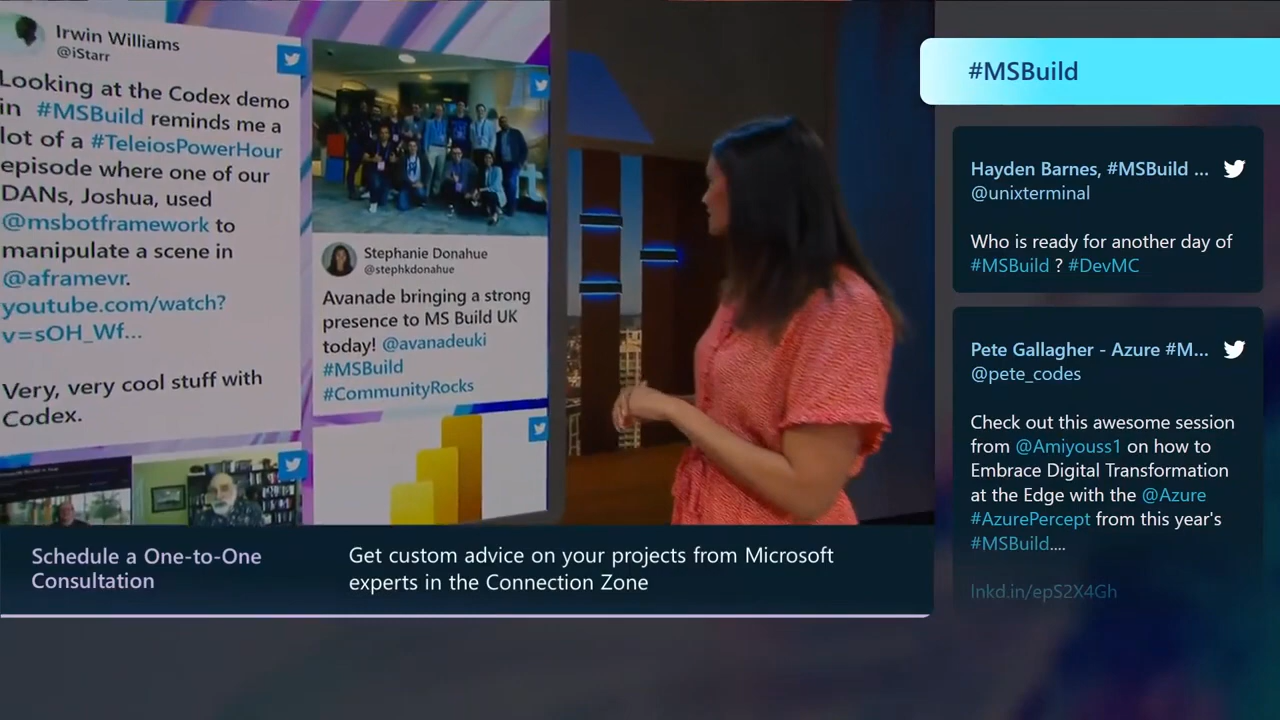 Irwin Williams
@iStarr
Looking at the Codex demo
in #MSBuild reminds me a
lot of a #TeleiosPowerHour
episode where one of our
DANs, Joshua, used
@msbotframework to
manipulate a scene in
@aframevr.
youtube.com/watch?
v=sOH_Wf...
Very, very cool stuff with
Codex.
Stephanie Donahue
@stephkdonahue
Avanade bringing a strong
presence to MS Build UK
today! @avanadeuki
#MSBuild
#CommunityRocks
#MSBuild
Hayden Barnes, #MSBuild ...
@unixterminal
Who is ready for another day of
#MSBuild ? #DevMC
Pete Gallagher - Azure #M...
@pete_codes
Check out this awesome session
from @Amiyouss1 on how to
Embrace Digital Transformation
at the Edge with the @Azure
#AzurePercept from this year's
#MSBuild....
lnkd.in/epS2X4Gh
Schedule a One-to-One
Consultation
Get custom advice on your projects from Microsoft
experts in the Connection Zone